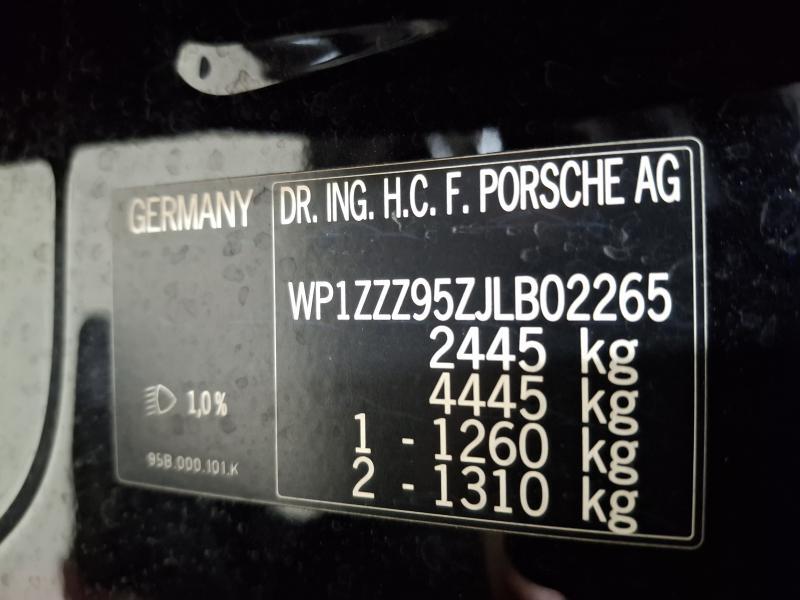 GERMANY
DR. ING. H.C. F. PORSCHE AG
WP1ZZZ95ZJLB02265
2445 kg
4445 kg
1 - 1260 kg
2 - 1310 kg
1,0%
95B.000.101.K